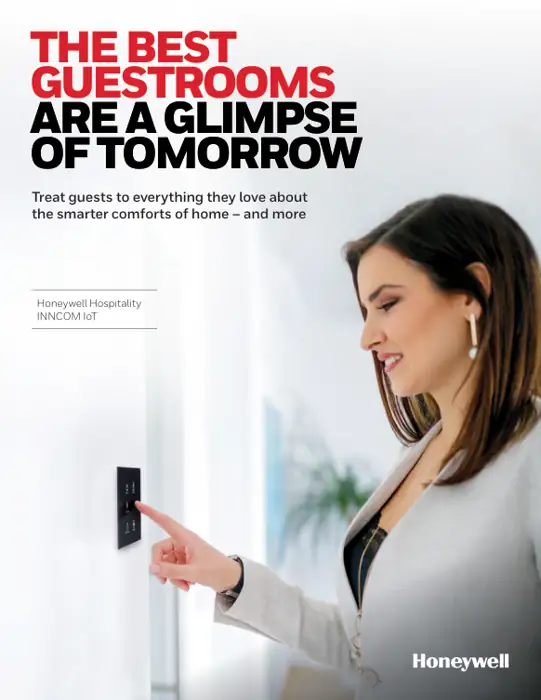 THE BEST
GUESTROOMS
ARE A GLIMPSE
OF TOMORROW
Treat guests to everything they love about
the smarter comforts of home – and more
Honeywell Hospitality
INNCOM IoT
Honeywell